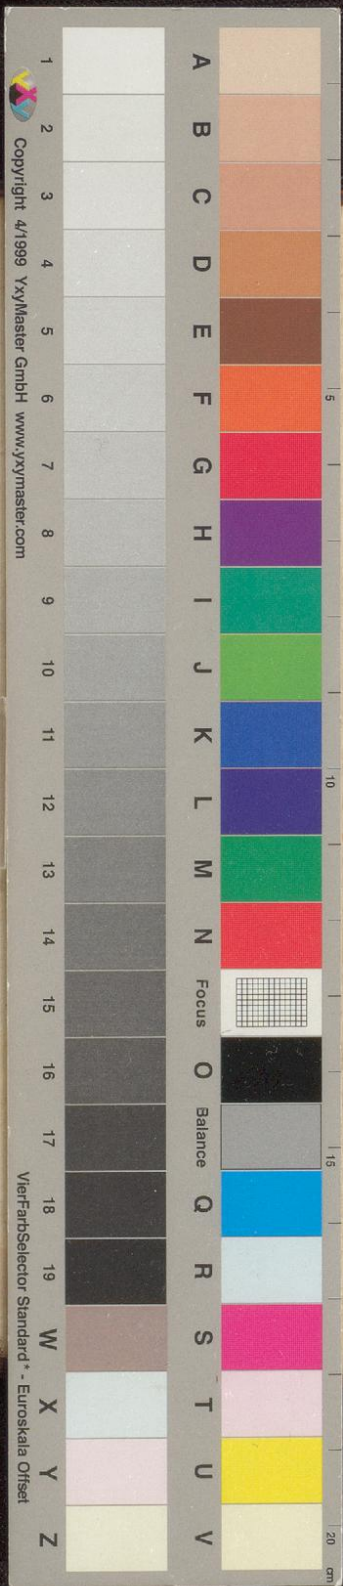 A B C D E F G H I J K L M N Focus O Balance Q R S T U V
5 10 15 20 cm
1 2 3 4 5 6 7 8 9 10 11 12 13 14 15 16 17 18 19 W X Y Z
yxy Copyright 4/1999 YxyMaster GmbH www.yxymaster.com VierFarbSelector Standard* - Euroskala Offset